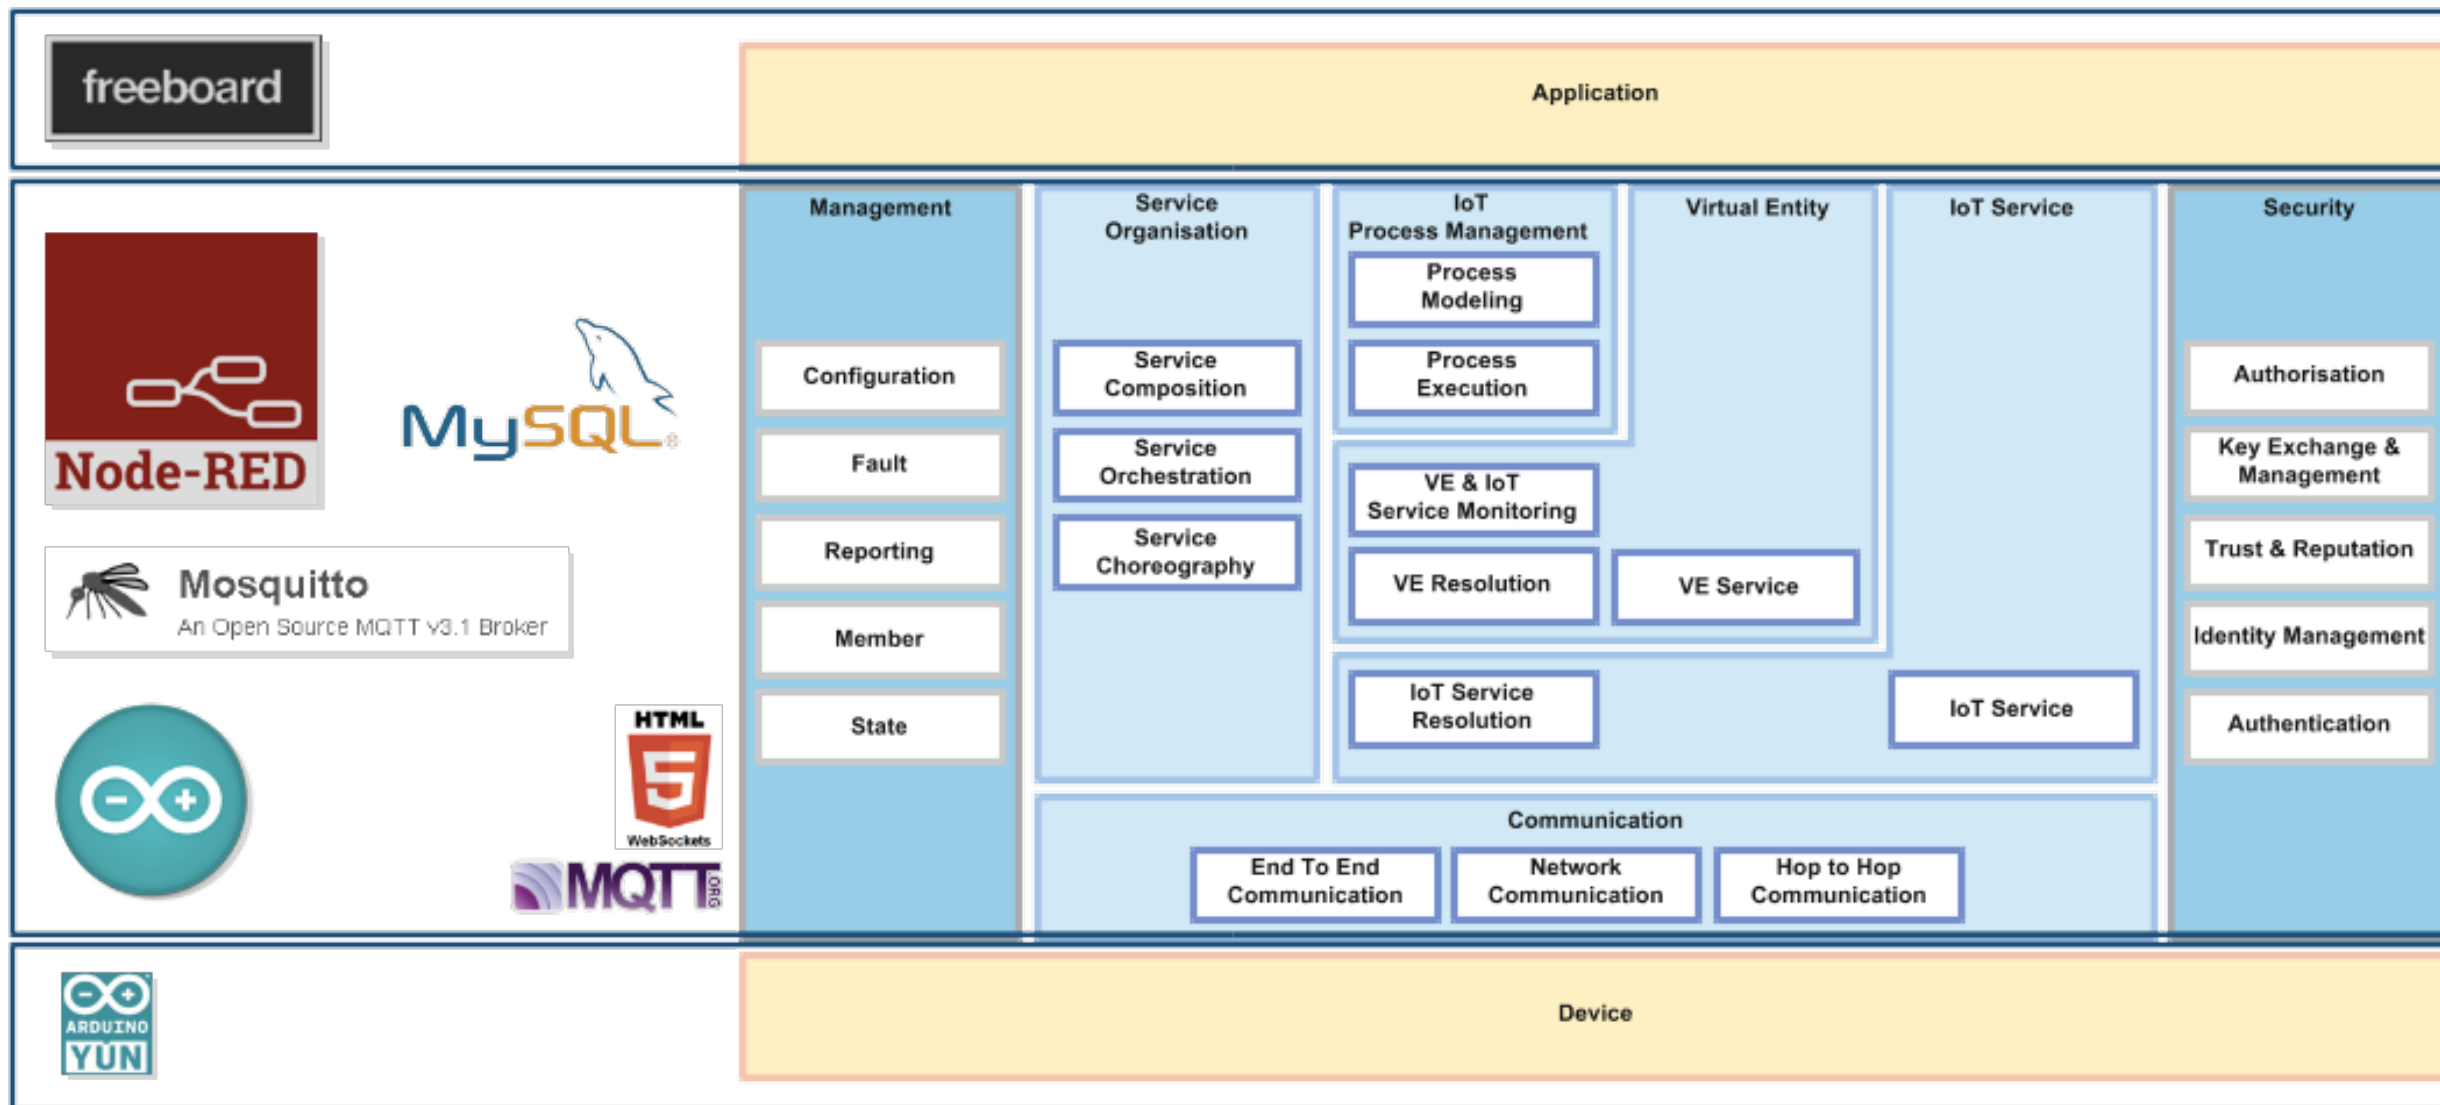 freeboard
Application
Node-RED
MySQL®
Mosquitto
An Open Source MQTT v3.1 Broker
HTML
5
WebSockets
MQTT.ORG
Management
Configuration
Fault
Reporting
Member
State
Service
Organisation
Service
Composition
Service
Orchestration
Service
Choreography
IoT
Process Management
Process
Modeling
Process
Execution
Virtual Entity
VE & IoT
Service Monitoring
VE Resolution
VE Service
IoT Service
IoT Service
Resolution
IoT Service
Security
Authorisation
Key Exchange &
Management
Trust & Reputation
Identity Management
Authentication
Communication
End To End
Communication
Network
Communication
Hop to Hop
Communication
ARDUINO
YÚN
Device